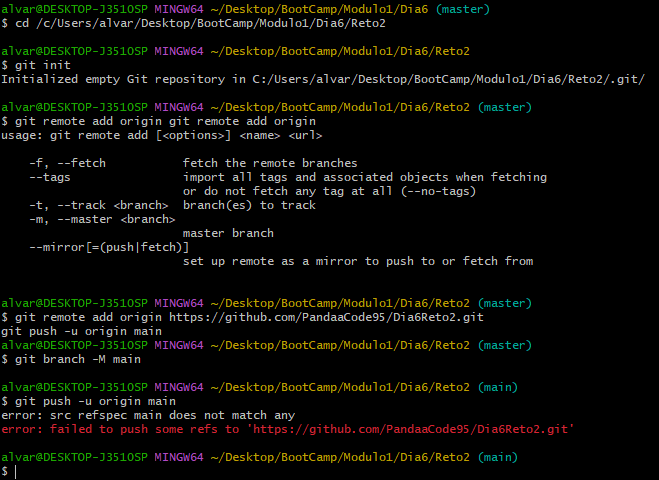 alvar@DESKTOP-J351OSP MINGW64 ~/Desktop/BootCamp/Modulo1/Dia6 (master)
$ cd /c/Users/alvar/Desktop/BootCamp/Modulo1/Dia6/Reto2
alvar@DESKTOP-J351OSP MINGW64 ~/Desktop/BootCamp/Modulo1/Dia6/Reto2
$ git init
Initialized empty Git repository in C:/Users/alvar/Desktop/BootCamp/Modulo1/Dia6/Reto2/.git/
alvar@DESKTOP-J351OSP MINGW64 ~/Desktop/BootCamp/Modulo1/Dia6/Reto2 (master)
$ git remote add origin git remote add origin
usage: git remote add [<options>] <name> <url>
-f, --fetch fetch the remote branches
--tags import all tags and associated objects when fetching
or do not fetch any tag at all (--no-tags)
-t, --track <branch> branch(es) to track
-m, --master <branch>
master branch
--mirror[=(push|fetch)]
set up remote as a mirror to push to or fetch from
alvar@DESKTOP-J351OSP MINGW64 ~/Desktop/BootCamp/Modulo1/Dia6/Reto2 (master)
$ git remote add origin https://github.com/PandaaCode95/Dia6Reto2.git
git push -u origin main
alvar@DESKTOP-J351OSP MINGW64 ~/Desktop/BootCamp/Modulo1/Dia6/Reto2 (master)
$ git branch -M main
alvar@DESKTOP-J351OSP MINGW64 ~/Desktop/BootCamp/Modulo1/Dia6/Reto2 (main)
$ git push -u origin main
error: src refspec main does not match any
error: failed to push some refs to 'https://github.com/PandaaCode95/Dia6Reto2.git'
alvar@DESKTOP-J351OSP MINGW64 ~/Desktop/BootCamp/Modulo1/Dia6/Reto2 (main)
$